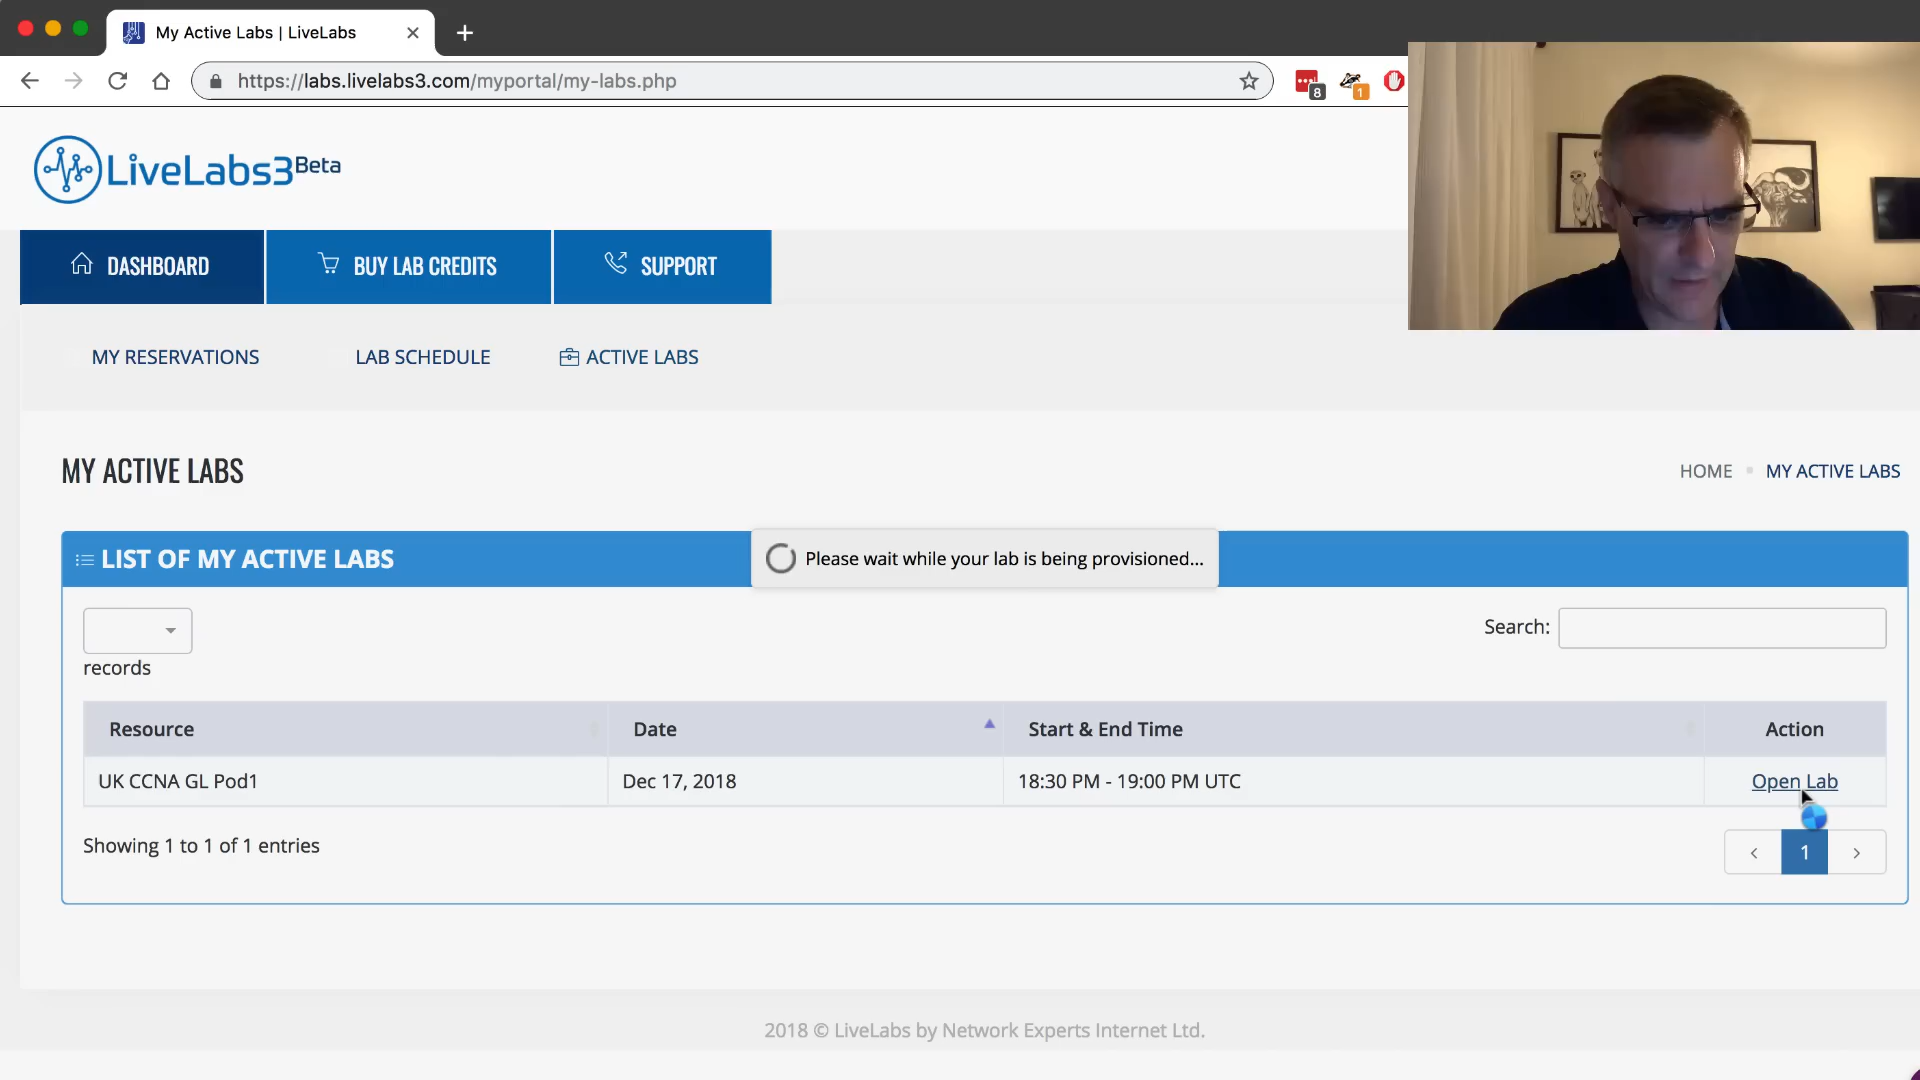 My Active Labs | LiveLabs
https://labs.livelabs3.com/myportal/my-labs.php
8
1
LiveLabs3Beta
DASHBOARD
BUY LAB CREDITS
SUPPORT
MY RESERVATIONS
LAB SCHEDULE
ACTIVE LABS
MY ACTIVE LABS
HOME
MY ACTIVE LABS
LIST OF MY ACTIVE LABS
Please wait while your lab is being provisioned...
Search:
records
Resource Date Start & End Time Action
UK CCNA GL Pod1 Dec 17, 2018 18:30 PM - 19:00 PM UTC Open Lab
Showing 1 to 1 of 1 entries
1
2018 © LiveLabs by Network Experts Internet Ltd.